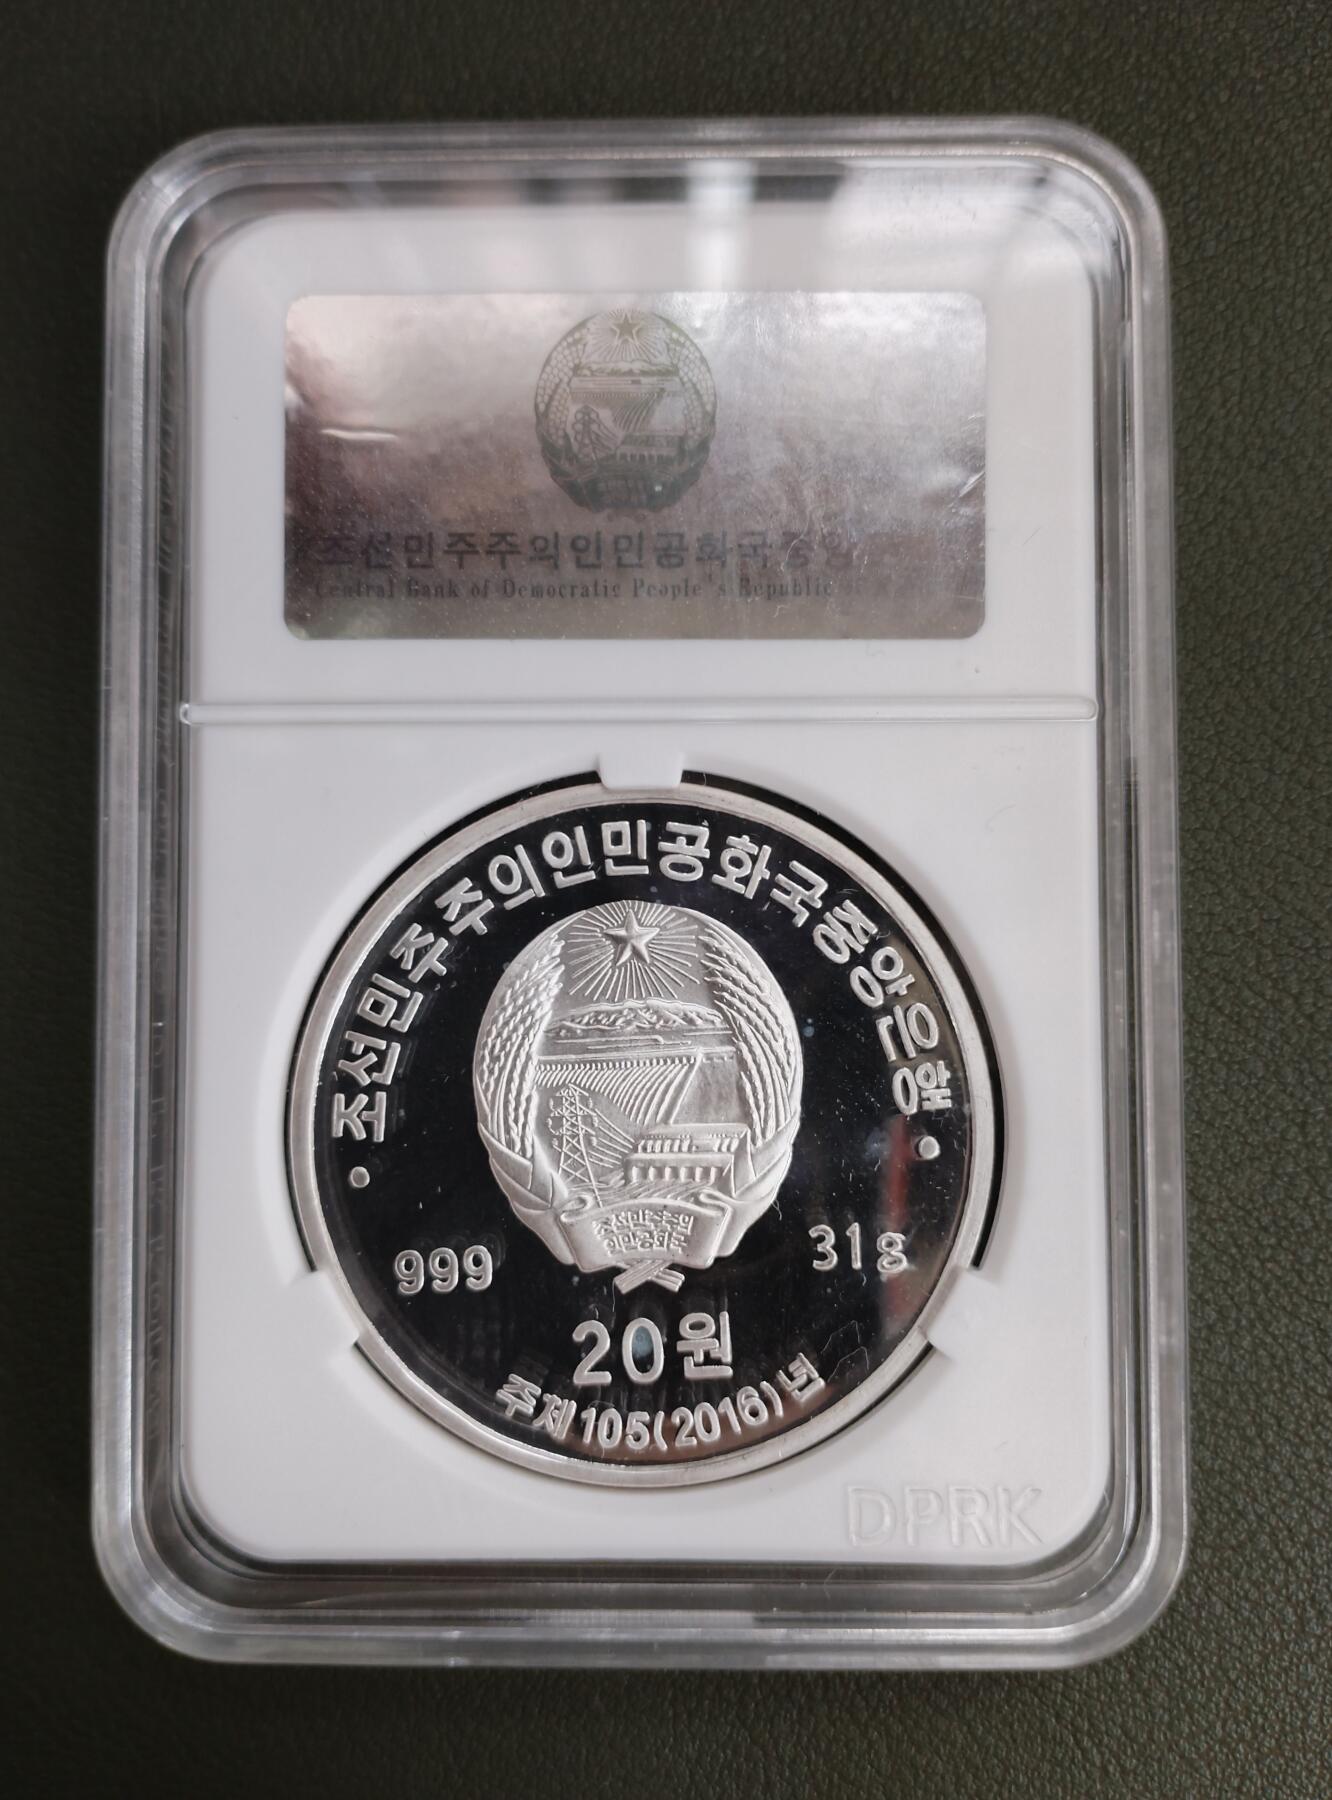 조선민주주의인민공화국중앙
Central Bank of Democratic People's Republic
·조선민주주의인민공화국중앙은행·
조선민주주의
인민공화국
999
31g
20원
주체105(2016)년
DPRK